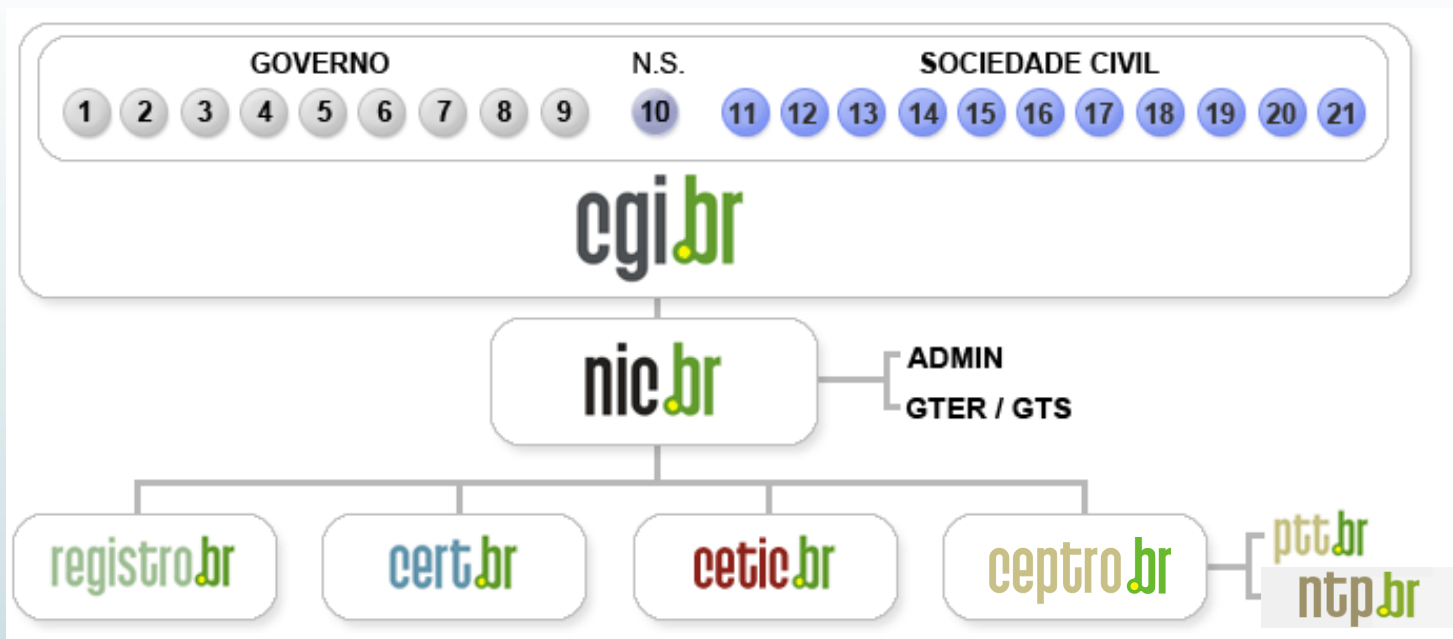 GOVERNO N.S. SOCIEDADE CIVIL
1 2 3 4 5 6 7 8 9 10 11 12 13 14 15 16 17 18 19 20 21
cgi.br
nic.br
ADMIN
GTER / GTS
registro.br cert.br cetic.br ceptro.br
ptt.br
ntp.br